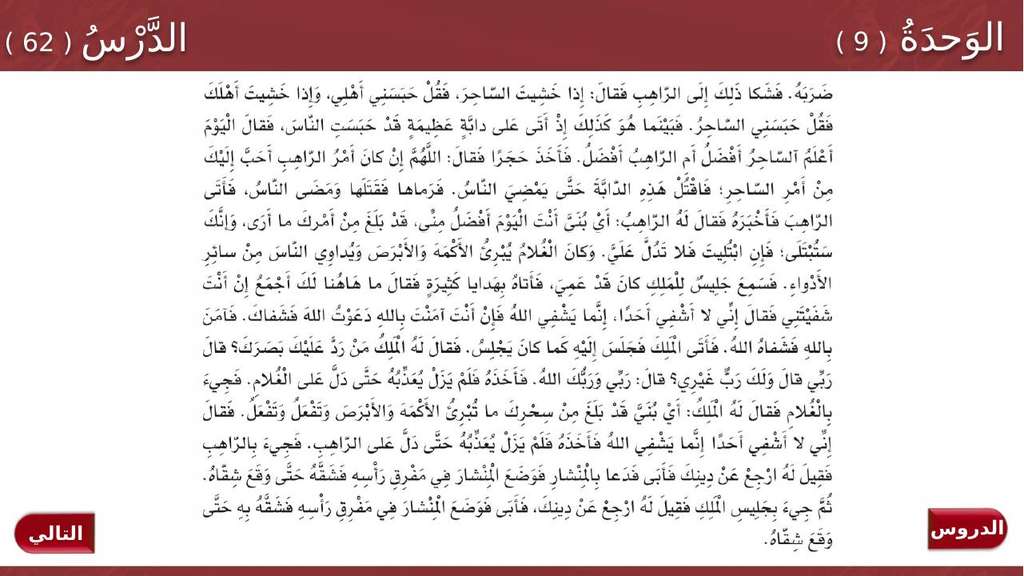 الوَحدَةُ ( 9 )
الدَّرْسُ ( 62 )
ضَرَبَهُ. فَشَكا ذَلِكَ إِلَى الرّاهِبِ فَقالَ: إِذا خَشِيتَ السّاحِرَ، فَقُلْ حَبَسَنِي أَهْلِي، وَإِذا خَشِيتَ أَهْلَكَ
فَقُلْ حَبَسَنِي السّاحِرُ. فَبَيْنَما هُوَ كَذَلِكَ إِذْ أَتَى عَلى دابَّةٍ عَظِيمَةٍ قَدْ حَبَسَتِ النّاسَ، فَقالَ الْيَوْمَ
أَعْلَمُ آلسّاحِرُ أَفْضَلُ أَمِ الرّاهِبُ أَفْضَلُ. فَأَخَذَ حَجَرًا فَقالَ: اللَّهُمَّ إِنْ كانَ أَمْرُ الرّاهِبِ أَحَبَّ إِلَيْكَ
مِنْ أَمْرِ السّاحِرِ؛ فَاقْتُلْ هَذِهِ الدّابَّةَ حَتَّى يَمْضِيَ النّاسُ. فَرَماها فَقَتَلَها وَمَضَى النّاسُ، فَأَتَى
الرّاهِبَ فَأَخْبَرَهُ فَقالَ لَهُ الرّاهِبُ: أَيْ بُنَيَّ أَنْتَ الْيَوْمَ أَفْضَلُ مِنِّي، قَدْ بَلَغَ مِنْ أَمْرِكَ ما أَرَى، وَإِنَّكَ
سَتُبْتَلَى؛ فَإِنِ ابْتُلِيتَ فَلا تَدُلَّ عَلَيَّ. وَكانَ الْغُلامُ يُبْرِئُ الأَكْمَهَ وَالأَبْرَصَ وَيُداوِي النّاسَ مِنْ سائِرِ
الأَدْواءِ. فَسَمِعَ جَلِيسٌ لِلْمَلِكِ كانَ قَدْ عَمِيَ، فَأَتاهُ بِهَدايا كَثِيرَةٍ فَقالَ ما هَاهُنا لَكَ أَجْمَعُ إِنْ أَنْتَ
شَفَيْتَنِي فَقالَ إِنِّي لا أَشْفِي أَحَدًا، إِنَّما يَشْفِي اللهُ فَإِنْ أَنْتَ آمَنْتَ بِاللهِ دَعَوْتُ اللهَ فَشَفاكَ. فَآمَنَ
بِاللهِ فَشَفاهُ اللهُ. فَأَتَى الْمَلِكَ فَجَلَسَ إِلَيْهِ كَما كانَ يَجْلِسُ. فَقالَ لَهُ الْمَلِكُ مَنْ رَدَّ عَلَيْكَ بَصَرَكَ؟ قالَ
رَبِّي قالَ وَلَكَ رَبٌّ غَيْرِي؟ قالَ: رَبِّي وَرَبُّكَ اللهُ. فَأَخَذَهُ فَلَمْ يَزَلْ يُعَذِّبُهُ حَتَّى دَلَّ عَلى الْغُلامِ. فَجِيءَ
بِالْغُلامِ فَقالَ لَهُ الْمَلِكُ: أَيْ بُنَيَّ قَدْ بَلَغَ مِنْ سِحْرِكَ ما تُبْرِئُ الأَكْمَهَ وَالأَبْرَصَ وَتَفْعَلُ وَتَفْعَلُ. فَقالَ
إِنِّي لا أَشْفِي أَحَدًا إِنَّما يَشْفِي اللهُ فَأَخَذَهُ فَلَمْ يَزَلْ يُعَذِّبُهُ حَتَّى دَلَّ عَلى الرّاهِبِ. فَجِيءَ بِالرّاهِبِ
فَقِيلَ لَهُ ارْجِعْ عَنْ دِينِكَ فَأَبَى فَدَعا بِالْمِنْشارِ فَوَضَعَ الْمِنْشارَ فِي مَفْرِقِ رَأْسِهِ فَشَقَّهُ حَتَّى وَقَعَ شِقّاهُ.
ثُمَّ جِيءَ بِجَلِيسِ الْمَلِكِ فَقِيلَ لَهُ ارْجِعْ عَنْ دِينِكَ، فَأَبَى فَوَضَعَ الْمِنْشارَ فِي مَفْرِقِ رَأْسِهِ فَشَقَّهُ بِهِ حَتَّى
وَقَعَ شِقّاهُ.
الدروس
التالي